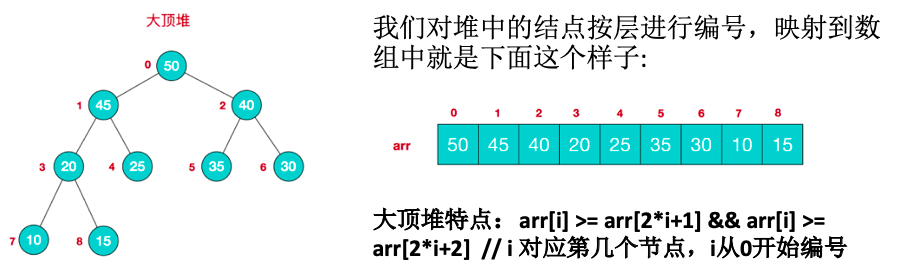 大顶堆
0 50
1 45
2 40
3 20
4 25
5 35
6 30
7 10
8 15
我们对堆中的结点按层进行编号，映射到数
组中就是下面这个样子:
0 1 2 3 4 5 6 7 8
arr 50 45 40 20 25 35 30 10 15
大顶堆特点：arr[i] >= arr[2*i+1] && arr[i] >=
arr[2*i+2] // i 对应第几个节点，i从0开始编号